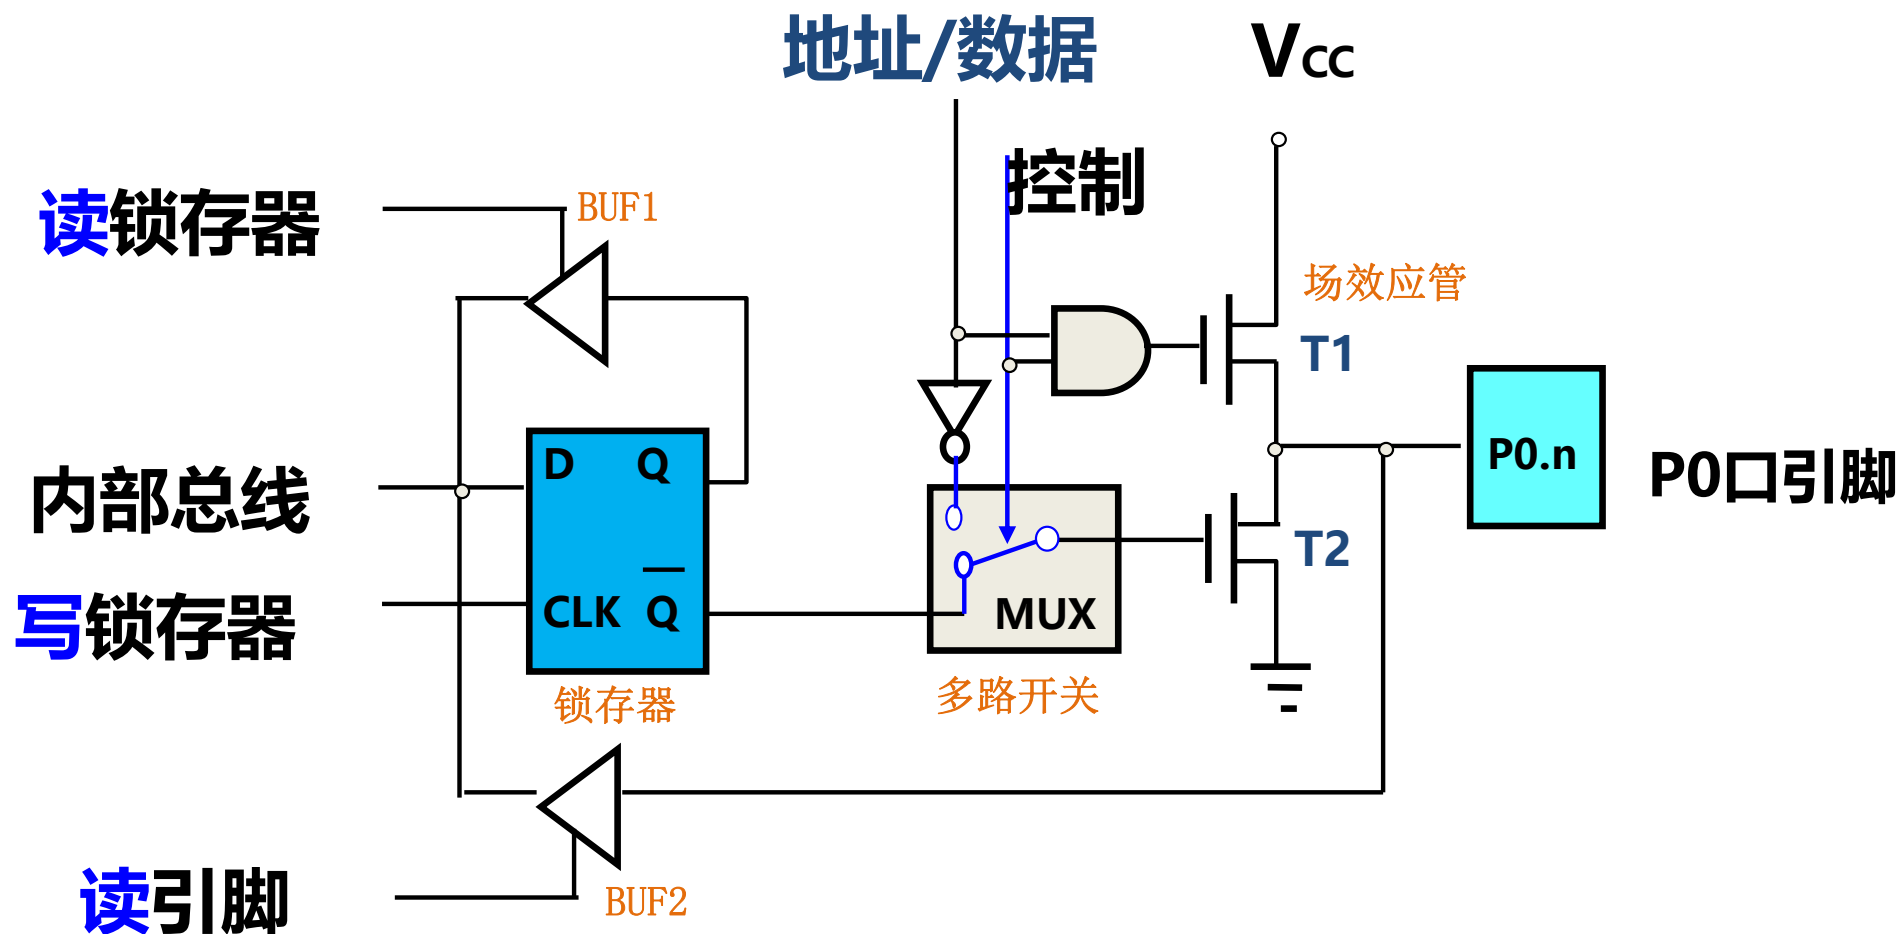 地址/数据
VCC
控制
读锁存器
BUF1
场效应管
T1
D Q
P0.n
P0口引脚
内部总线
T2
CLK Q
MUX
写锁存器
锁存器
多路开关
BUF2
读引脚